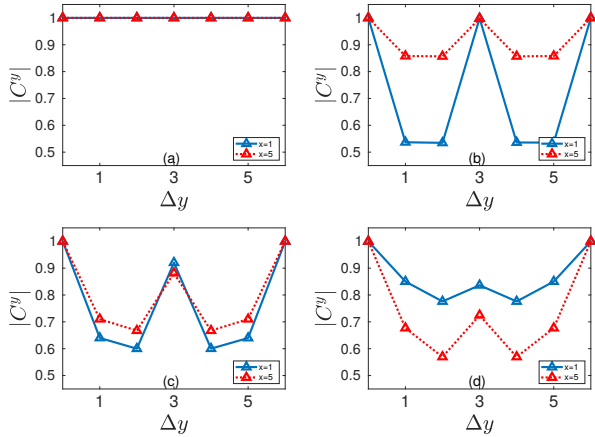 1
0.9
0.8
0.7
0.6
0.5
|C^y|
1 3 5
Δy
(a)
x=1
x=5
1
0.9
0.8
0.7
0.6
0.5
|C^y|
1 3 5
Δy
(b)
x=1
x=5
1
0.9
0.8
0.7
0.6
0.5
|C^y|
1 3 5
Δy
(c)
x=1
x=5
1
0.9
0.8
0.7
0.6
0.5
|C^y|
1 3 5
Δy
(d)
x=1
x=5